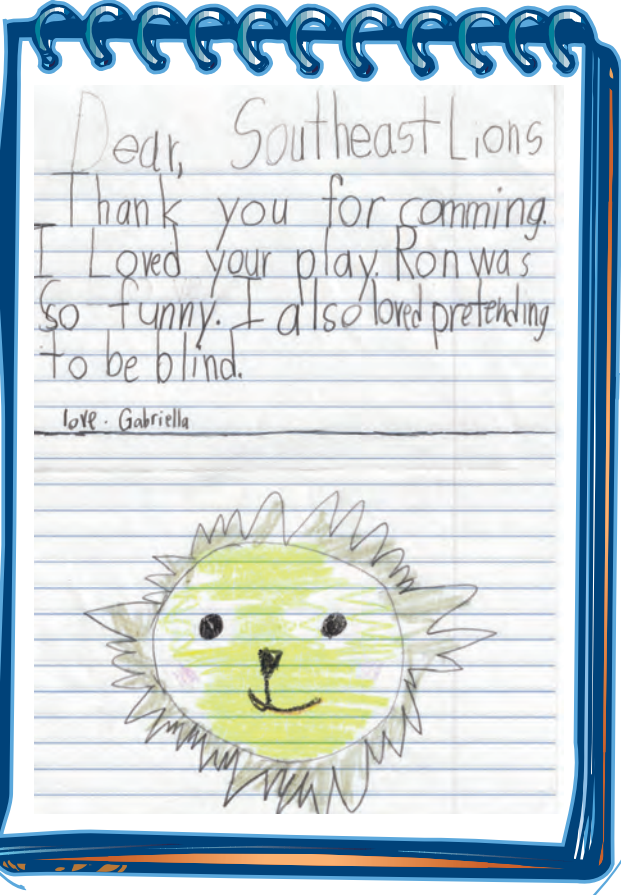 Dear, Southeast Lions
Thank you for comming.
I Loved your play. Ron was
so funny. I also loved pretending
to be blind.
love. Gabriella